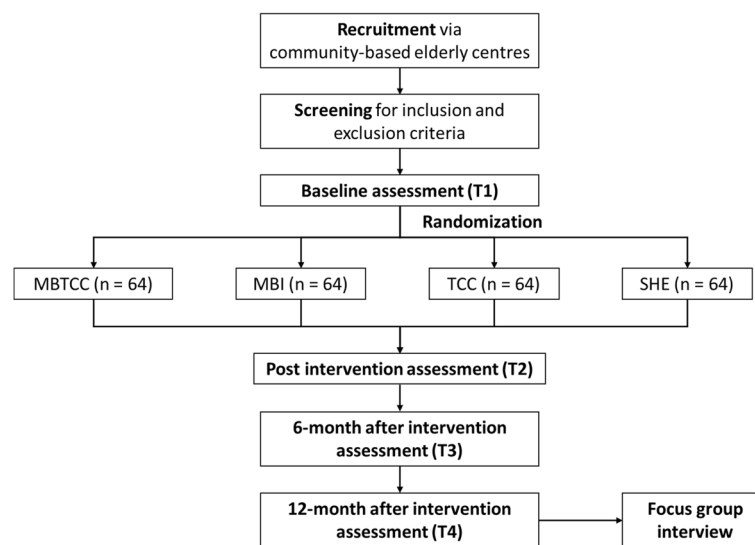 Recruitment via
community-based elderly centres
Screening for inclusion and
exclusion criteria
Baseline assessment (T1)
Randomization
MBTCC (n = 64)
MBI (n = 64)
TCC (n = 64)
SHE (n = 64)
Post intervention assessment (T2)
6-month after intervention
assessment (T3)
12-month after intervention
assessment (T4)
Focus group
interview